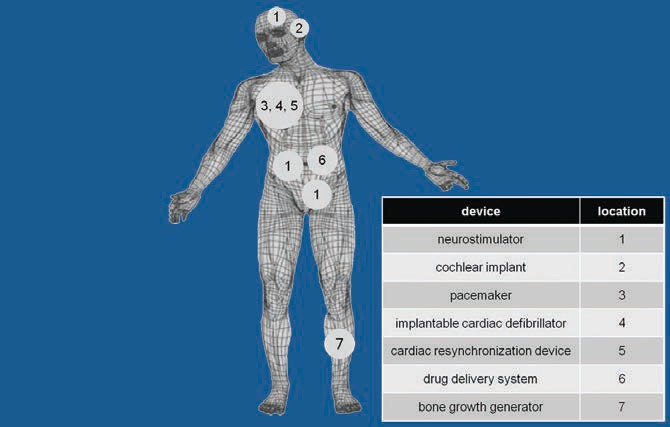 1
2
3, 4, 5
1
6
1
7
device location
neurostimulator 1
cochlear implant 2
pacemaker 3
implantable cardiac defibrillator 4
cardiac resynchronization device 5
drug delivery system 6
bone growth generator 7